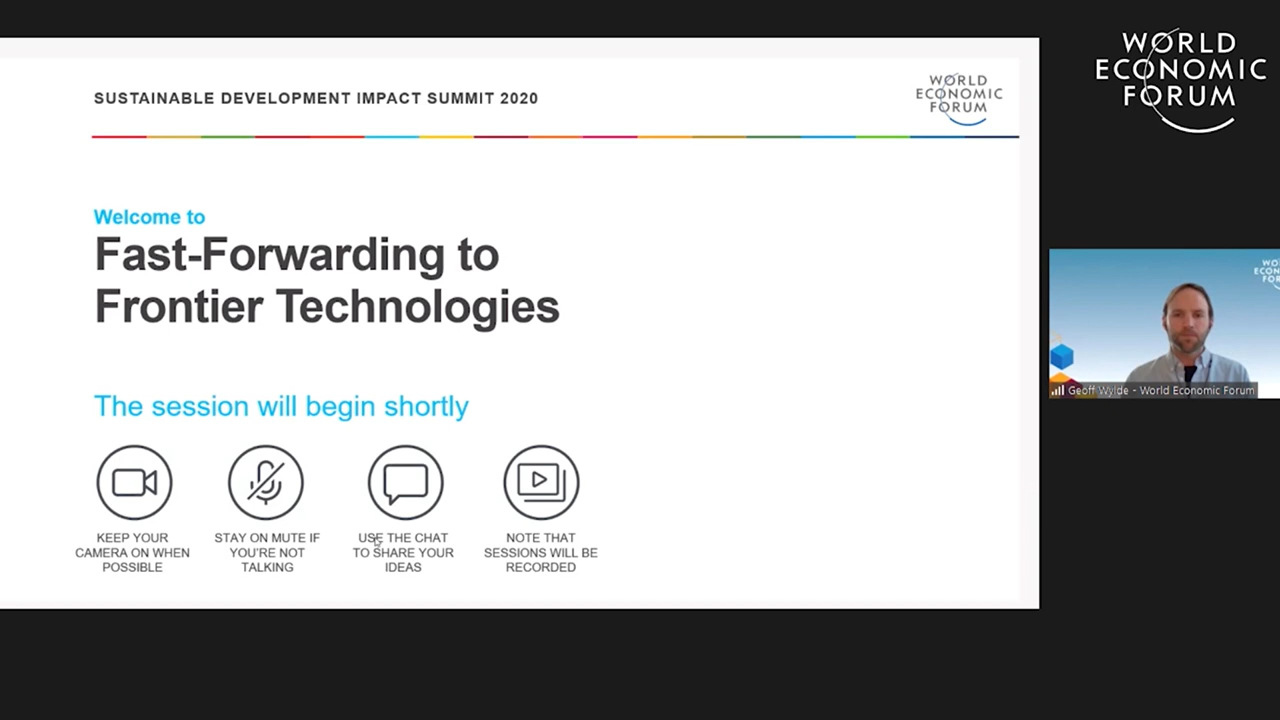 WORLD
ECONOMIC
FORUM
SUSTAINABLE DEVELOPMENT IMPACT SUMMIT 2020
WORLD
ECONOMIC
FORUM
Welcome to
Fast-Forwarding to
Frontier Technologies
The session will begin shortly
KEEP YOUR
CAMERA ON WHEN
POSSIBLE
STAY ON MUTE IF
YOU'RE NOT
TALKING
USE THE CHAT
TO SHARE YOUR
IDEAS
NOTE THAT
SESSIONS WILL BE
RECORDED
Geoff Wylde - World Economic Forum